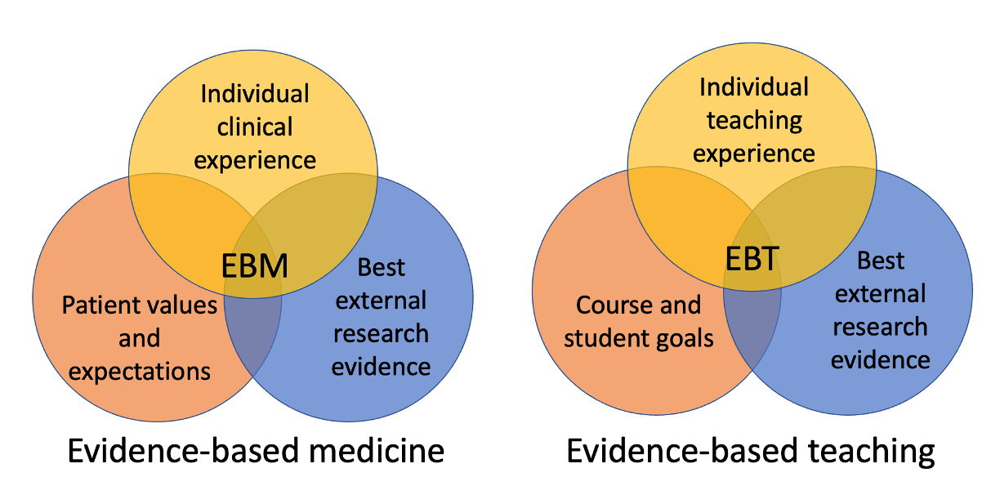 Individual
clinical
experience
EBM
Patient values
and
expectations
Best
external
research
evidence
Evidence-based medicine
Individual
teaching
experience
EBT
Course and
student goals
Best
external
research
evidence
Evidence-based teaching